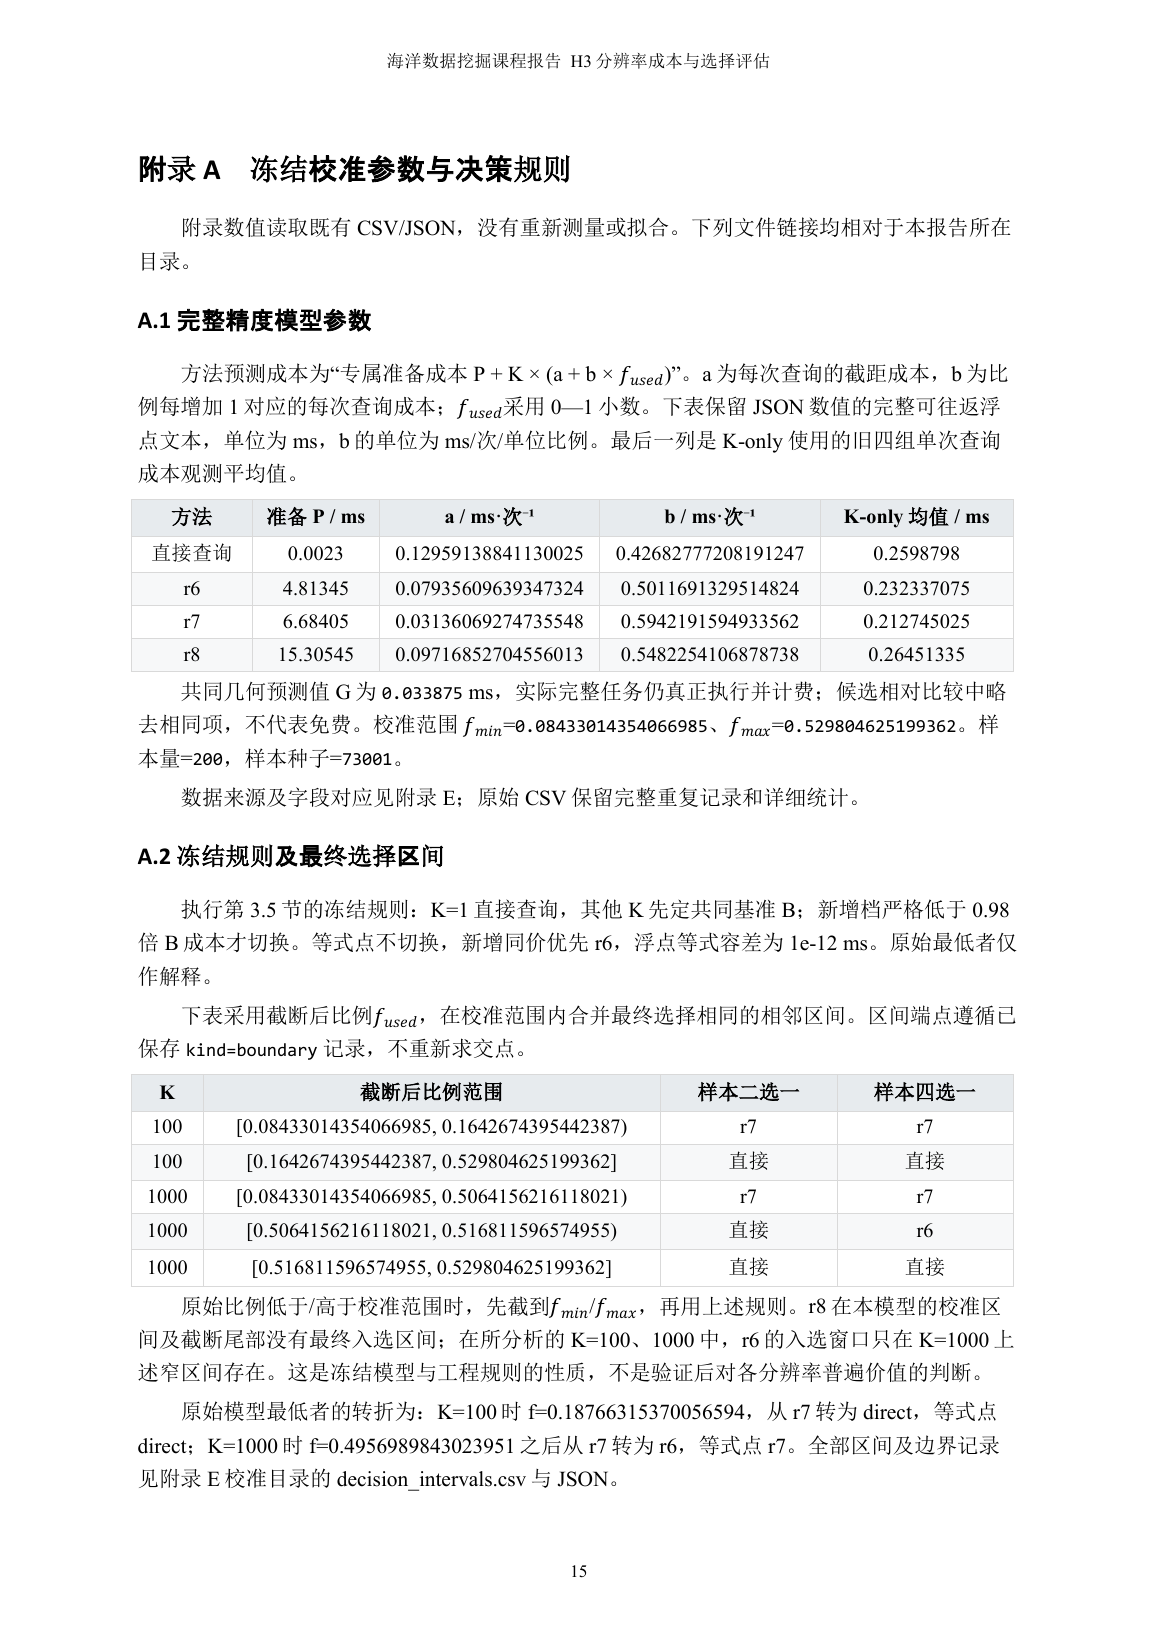 海洋数据挖掘课程报告 H3 分辨率成本与选择评估
附录 A 冻结校准参数与决策规则
附录数值读取既有 CSV/JSON，没有重新测量或拟合。下列文件链接均相对于本报告所在
目录。
A.1 完整精度模型参数
方法预测成本为“专属准备成本 P + K × (a + b × f_used)”。a 为每次查询的截距成本，b 为比
例每增加 1 对应的每次查询成本；f_used采用 0—1 小数。下表保留 JSON 数值的完整可往返浮
点文本，单位为 ms，b 的单位为 ms/次/单位比例。最后一列是 K-only 使用的旧四组单次查询
成本观测平均值。
方法 准备 P / ms a / ms·次⁻¹ b / ms·次⁻¹ K-only 均值 / ms
直接查询 0.0023 0.12959138841130025 0.42682777208191247 0.2598798
r6 4.81345 0.07935609639347324 0.5011691329514824 0.232337075
r7 6.68405 0.03136069274735548 0.5942191594933562 0.212745025
r8 15.30545 0.09716852704556013 0.5482254106878738 0.26451335
共同几何预测值 G 为 0.033875 ms，实际完整任务仍真正执行并计费；候选相对比较中略
去相同项，不代表免费。校准范围 f_min=0.08433014354066985、f_max=0.529804625199362。样
本量=200，样本种子=73001。
数据来源及字段对应见附录 E；原始 CSV 保留完整重复记录和详细统计。
A.2 冻结规则及最终选择区间
执行第 3.5 节的冻结规则：K=1 直接查询，其他 K 先定共同基准 B；新增档严格低于 0.98
倍 B 成本才切换。等式点不切换，新增同价优先 r6，浮点等式容差为 1e-12 ms。原始最低者仅
作解释。
下表采用截断后比例f_used，在校准范围内合并最终选择相同的相邻区间。区间端点遵循已
保存 kind=boundary 记录，不重新求交点。
K 截断后比例范围 样本二选一 样本四选一
100 [0.08433014354066985, 0.1642674395442387) r7 r7
100 [0.1642674395442387, 0.529804625199362] 直接 直接
1000 [0.08433014354066985, 0.5064156216118021) r7 r7
1000 [0.5064156216118021, 0.516811596574955) 直接 r6
1000 [0.516811596574955, 0.529804625199362] 直接 直接
原始比例低于/高于校准范围时，先截到f_min/f_max，再用上述规则。r8 在本模型的校准区
间及截断尾部没有最终入选区间；在所分析的 K=100、1000 中，r6 的入选窗口只在 K=1000 上
述窄区间存在。这是冻结模型与工程规则的性质，不是验证后对各分辨率普遍价值的判断。
原始模型最低者的转折为：K=100 时 f=0.18766315370056594，从 r7 转为 direct，等式点
direct；K=1000 时 f=0.4956989843023951 之后从 r7 转为 r6，等式点 r7。全部区间及边界记录
见附录 E 校准目录的 decision_intervals.csv 与 JSON。
15